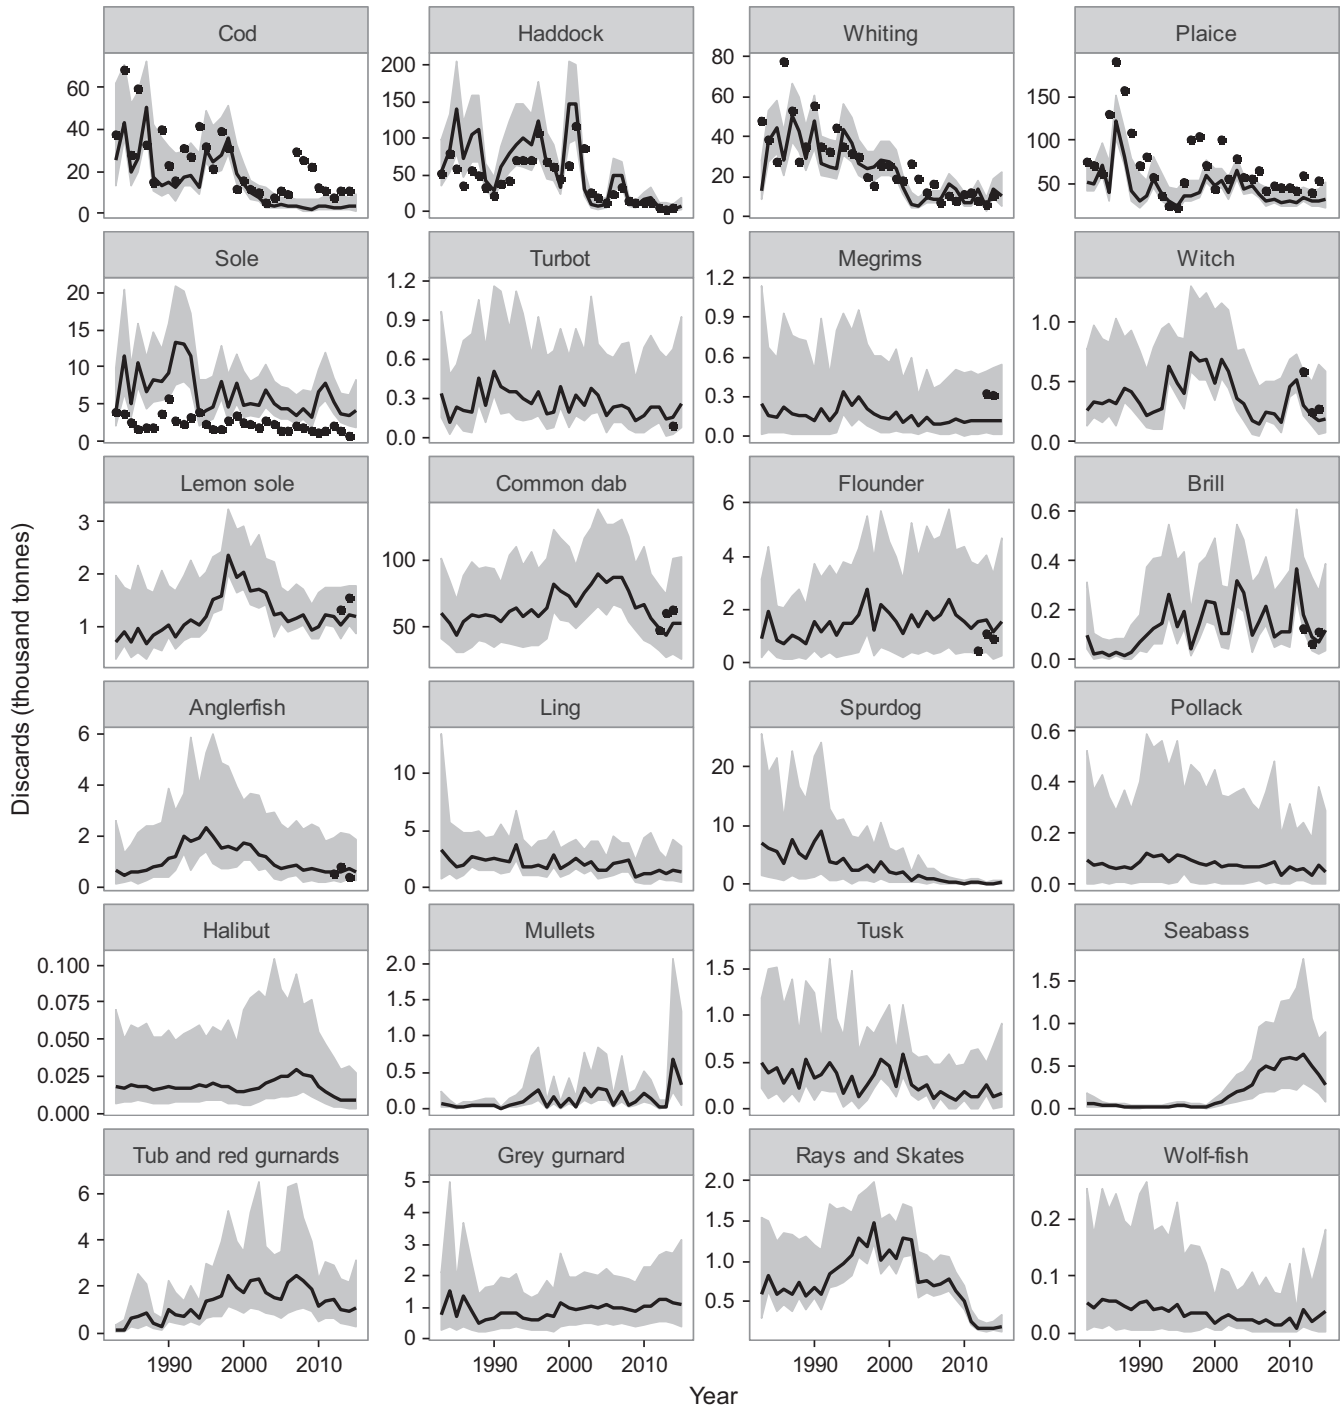 Cod Haddock Whiting Plaice
0 20 40 60
0 50 100 150 200
0 20 40 60 80
50 100 150
Sole Turbot Megrims Witch
0 5 10 15 20
0.0 0.3 0.6 0.9 1.2
0.0 0.3 0.6 0.9 1.2
0.0 0.5 1.0
Lemon sole Common dab Flounder Brill
1 2 3
50 100
0 2 4 6
0.0 0.2 0.4 0.6
Anglerfish Ling Spurdog Pollack
0 2 4 6
0 5 10
0 10 20
0.0 0.2 0.4 0.6
Halibut Mullets Tusk Seabass
0.000 0.025 0.050 0.075 0.100
0.0 0.5 1.0 1.5 2.0
0.0 0.5 1.0 1.5
0.0 0.5 1.0 1.5
Tub and red gurnards Grey gurnard Rays and Skates Wolf-fish
0 2 4 6
0 1 2 3 4 5
0.5 1.0 1.5 2.0
0.0 0.1 0.2
1990 2000 2010 1990 2000 2010 1990 2000 2010 1990 2000 2010
Year
Discards (thousand tonnes)